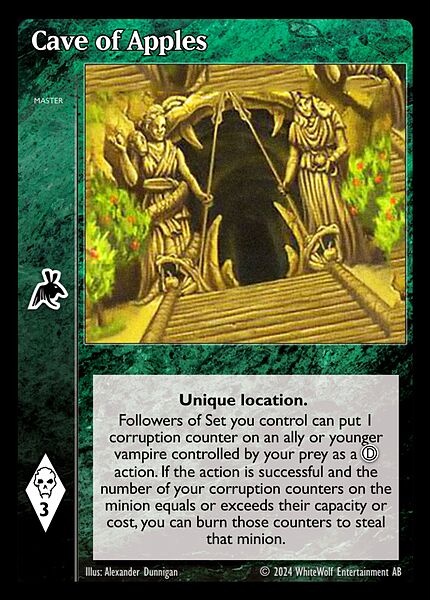 Cave of Apples
MASTER
Unique location.
Followers of Set you control can put 1
corruption counter on an ally or younger
vampire controlled by your prey as a Ⓓ
action. If the action is successful and the
number of your corruption counters on the
minion equals or exceeds their capacity or
cost, you can burn those counters to steal
that minion.
3
Illus: Alexander Dunnigan
© 2024 WhiteWolf Entertainment AB